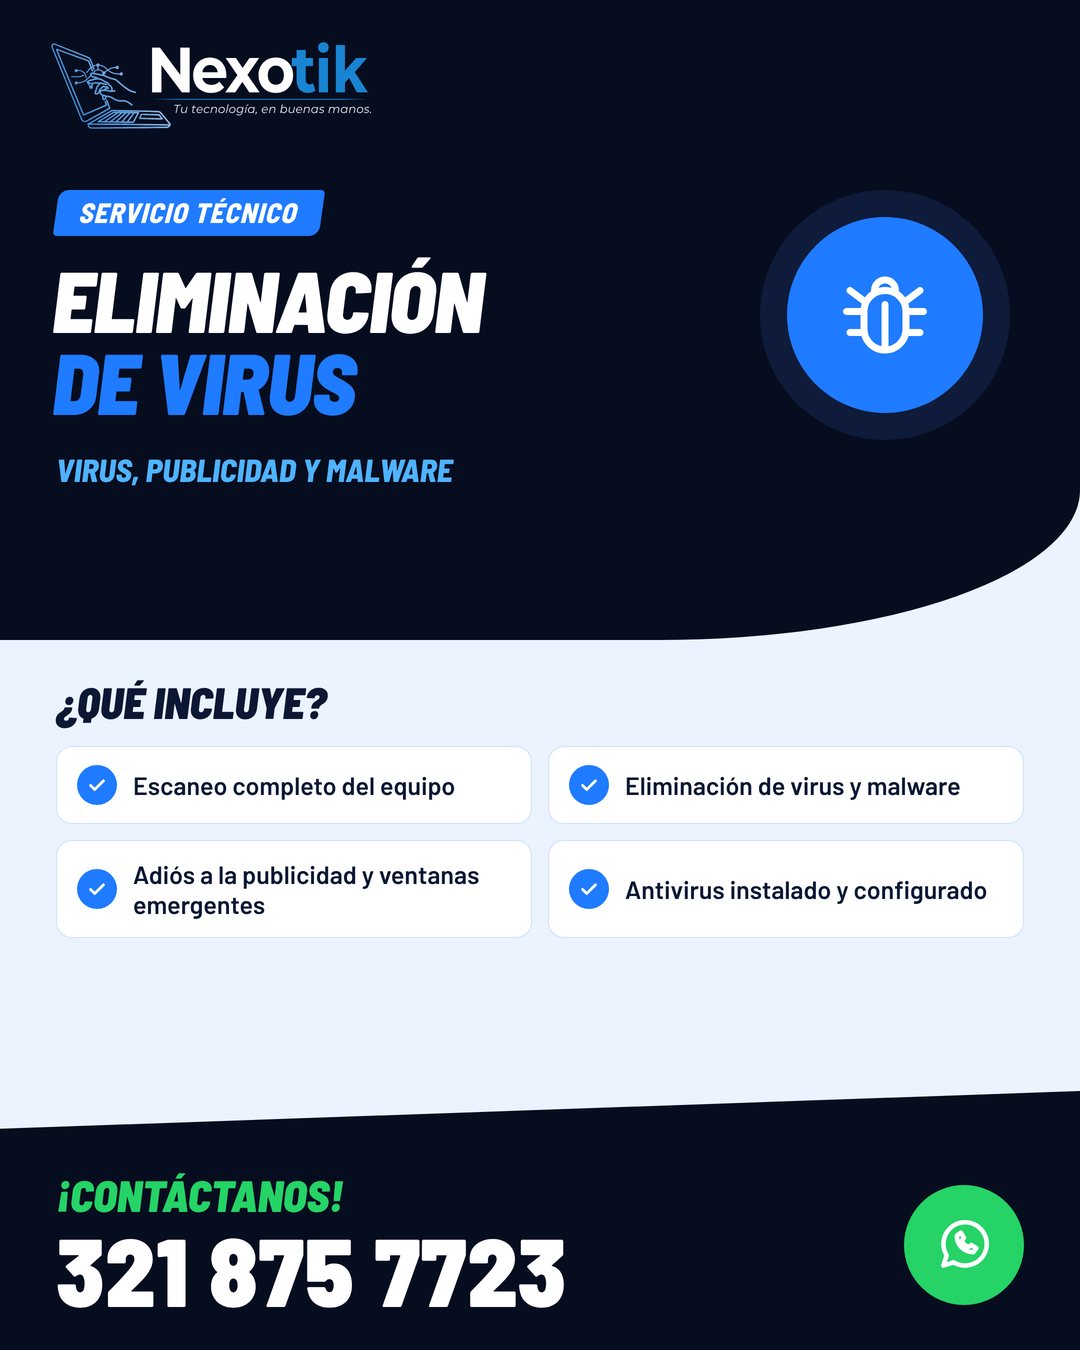 Nexotik
Tu tecnología, en buenas manos.
SERVICIO TÉCNICO
ELIMINACIÓN
DE VIRUS
VIRUS, PUBLICIDAD Y MALWARE
¿QUÉ INCLUYE?
Escaneo completo del equipo
Eliminación de virus y malware
Adiós a la publicidad y ventanas
emergentes
Antivirus instalado y configurado
¡CONTÁCTANOS!
321 875 7723